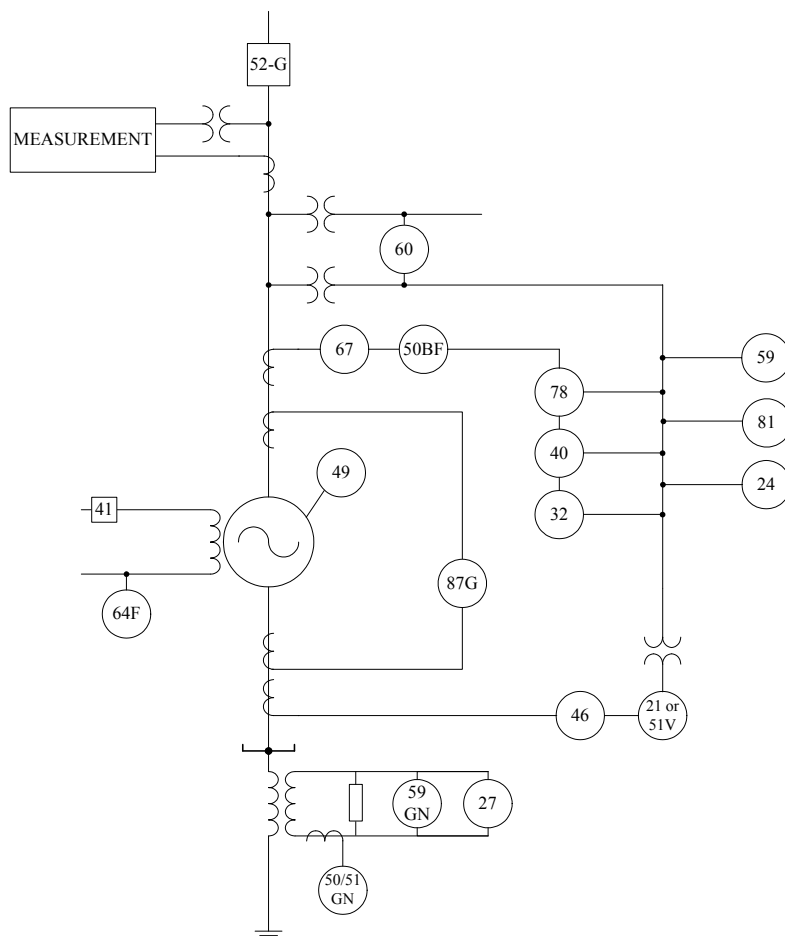 52-G
MEASUREMENT
60
67
50BF
59
78
81
40
49
24
32
41
87G
64F
46
21 or
51V
59
GN
27
50/51
GN